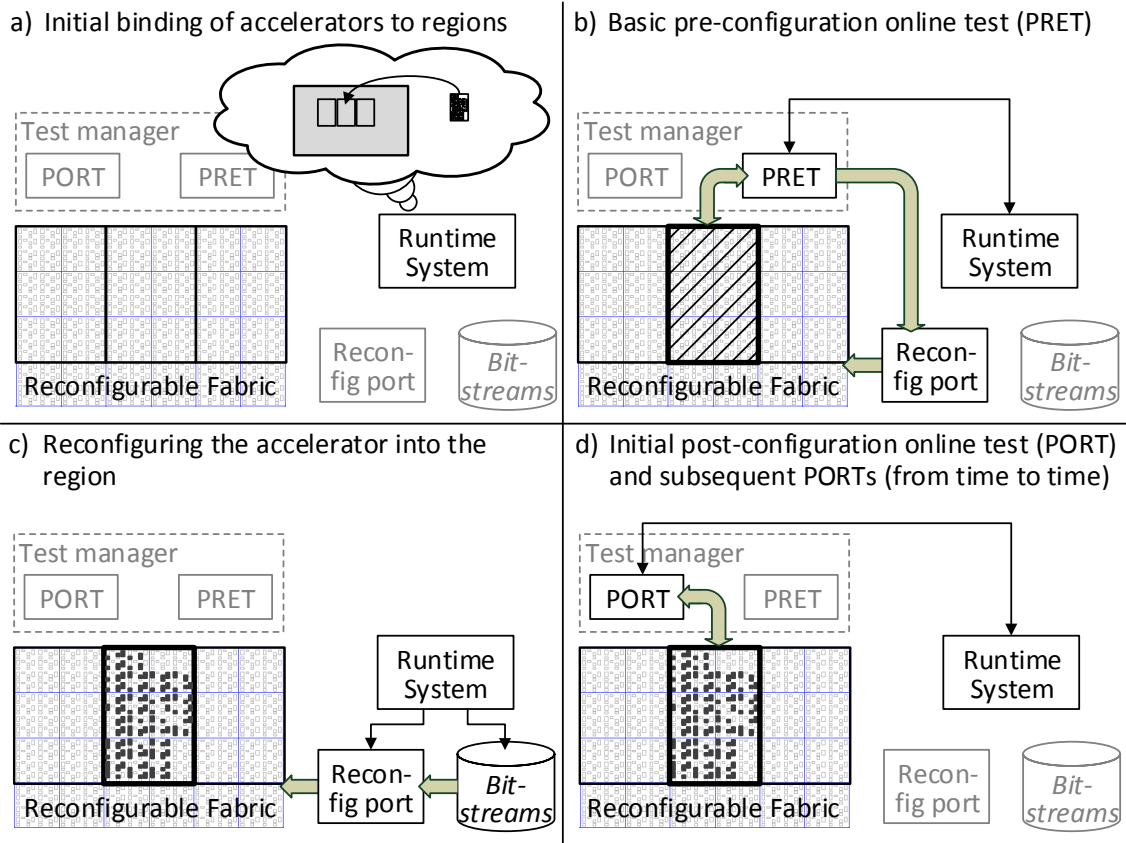 a) Initial binding of accelerators to regions
Test manager
PORT
PRET
Runtime
System
Recon-
fig port
Bit-
streams
Reconfigurable Fabric
b) Basic pre-configuration online test (PRET)
Test manager
PORT
PRET
Runtime
System
Recon-
fig port
Bit-
streams
Reconfigurable Fabric
c) Reconfiguring the accelerator into the
region
Test manager
PORT
PRET
Runtime
System
Recon-
fig port
Bit-
streams
Reconfigurable Fabric
d) Initial post-configuration online test (PORT)
and subsequent PORTs (from time to time)
Test manager
PORT
PRET
Runtime
System
Recon-
fig port
Bit-
streams
Reconfigurable Fabric